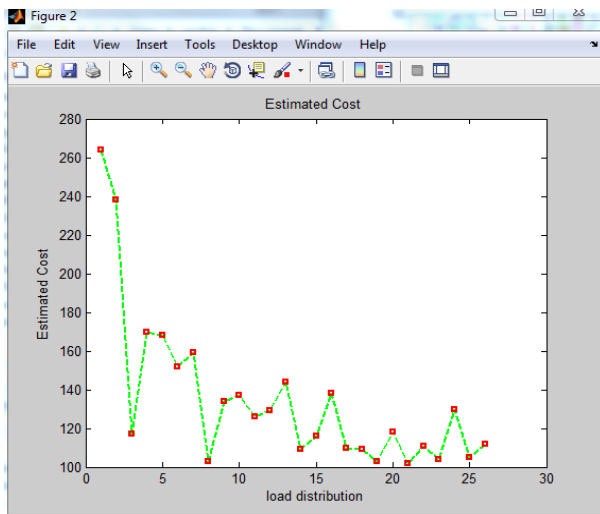 Figure 2
File Edit View Insert Tools Desktop Window Help
Estimated Cost
280
260
240
220
200
180
160
140
120
100
Estimated Cost
0 5 10 15 20 25 30
load distribution